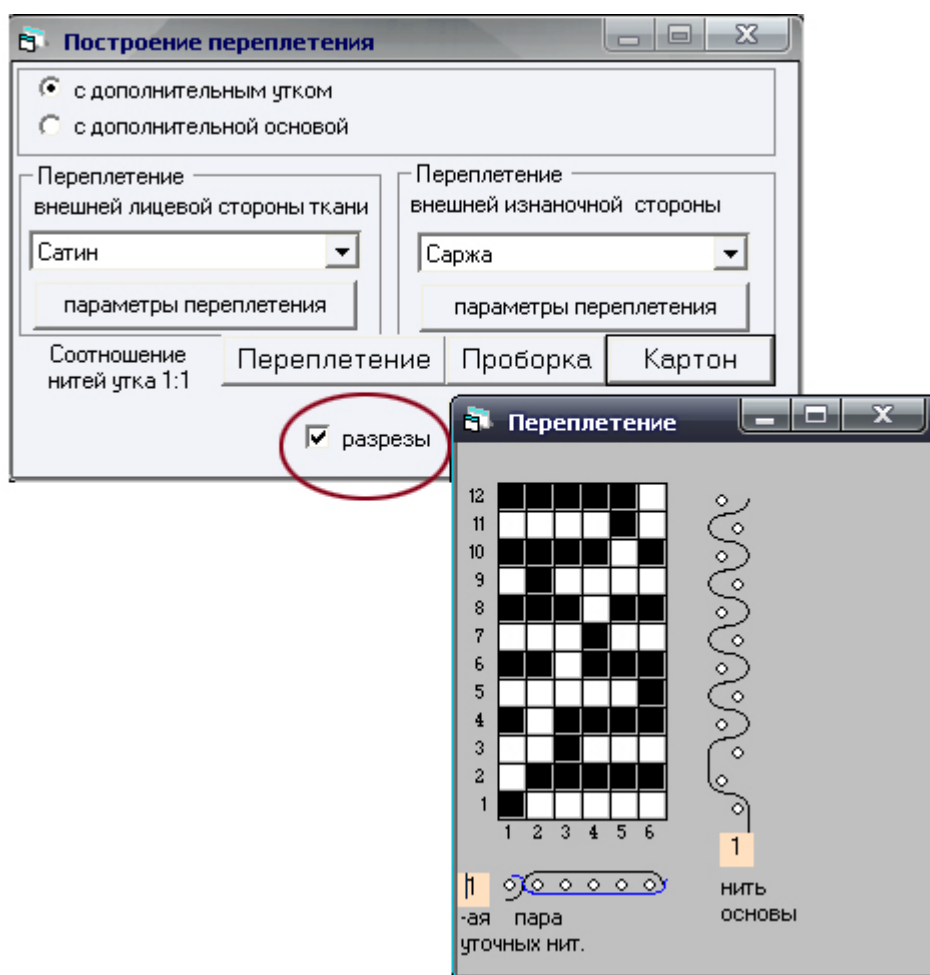 Построение переплетения
с дополнительным утком
с дополнительной основой
Переплетение
внешней лицевой стороны ткани
Сатин
параметры переплетения
Переплетение
внешней изнаночной стороны
Саржа
параметры переплетения
Соотношение
нитей утка 1:1
Переплетение
Проборка
Картон
разрезы
Переплетение
12
11
10
9
8
7
6
5
4
3
2
1
1 2 3 4 5 6
1
нить
основы
1
-ая пара
уточных нит.